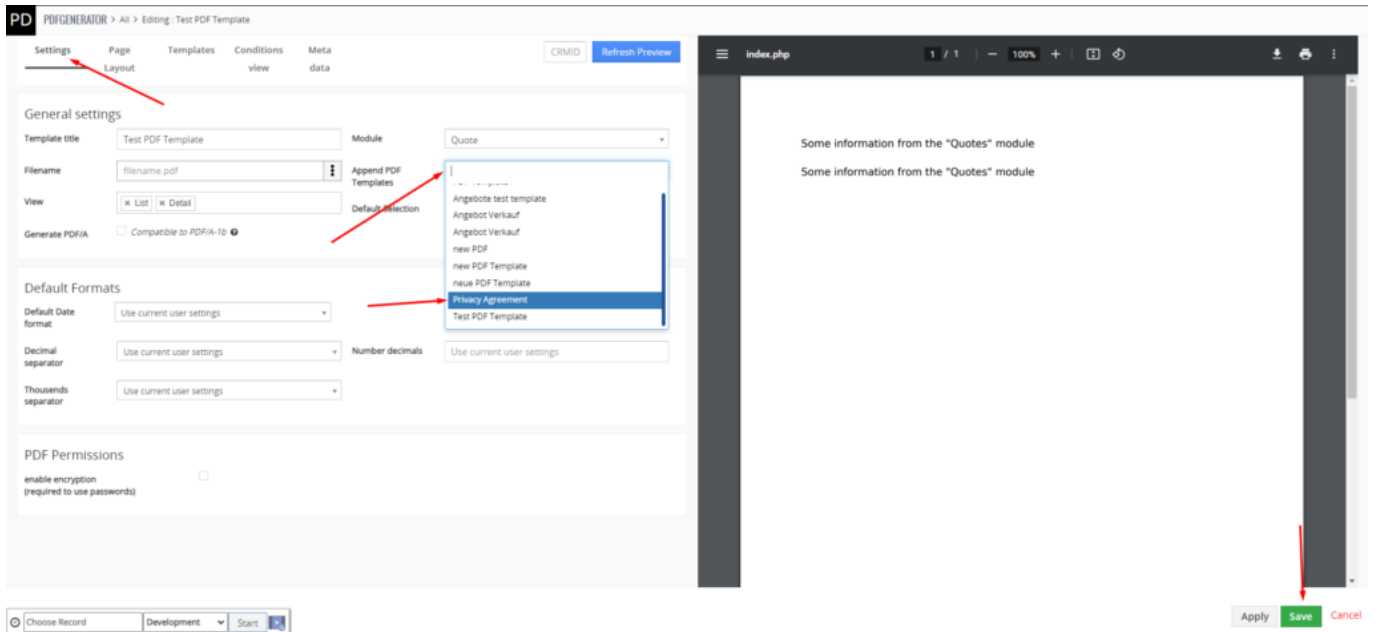 PD PDFGENERATOR > All > Editing : Test PDF Template
Settings Page Layout Templates Conditions view Meta data CRMID Refresh Preview
General settings
Template title Test PDF Template Module Quote
Filename filename.pdf Append PDF Templates
View × List × Detail Default Selection
Generate PDF/A Compatible to PDF/A-1b
Angebote test template
Angebot Verkauf
Angebot Verkauf
new PDF
new PDF Template
neue PDF Template
Privacy Agreement
Test PDF Template
Default Formats
Default Date format Use current user settings
Decimal separator Use current user settings Number decimals Use current user settings
Thousands separator Use current user settings
PDF Permissions
enable encryption
(required to use passwords)
index.php 1 / 1 − 100% +
Some information from the "Quotes" module
Some information from the "Quotes" module
Choose Record Development Start
Apply Save Cancel